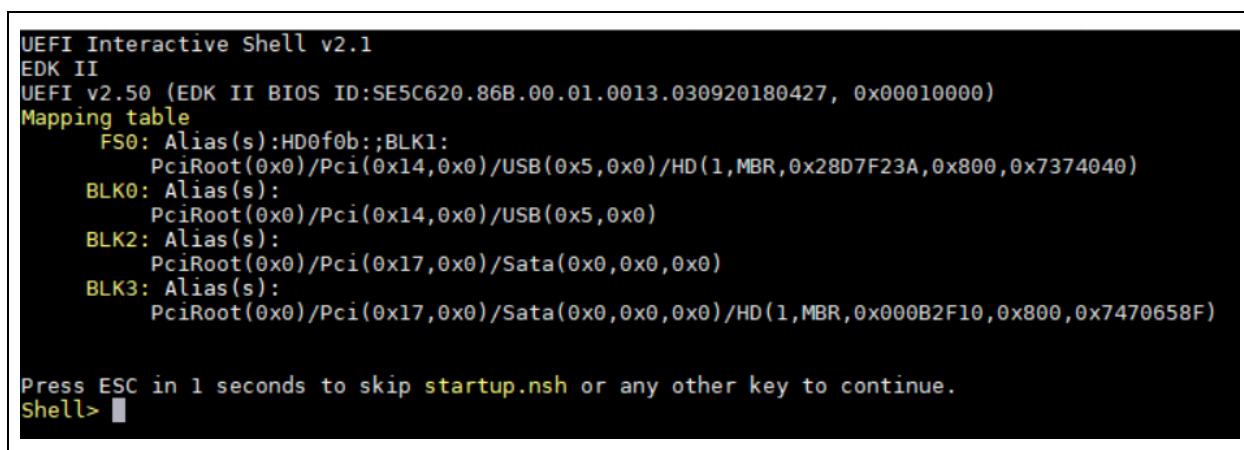 UEFI Interactive Shell v2.1
EDK II
UEFI v2.50 (EDK II BIOS ID:SE5C620.86B.00.01.0013.030920180427, 0x00010000)
Mapping table
FS0: Alias(s):HD0f0b:;BLK1:
PciRoot(0x0)/Pci(0x14,0x0)/USB(0x5,0x0)/HD(1,MBR,0x28D7F23A,0x800,0x7374040)
BLK0: Alias(s):
PciRoot(0x0)/Pci(0x14,0x0)/USB(0x5,0x0)
BLK2: Alias(s):
PciRoot(0x0)/Pci(0x17,0x0)/Sata(0x0,0x0,0x0)
BLK3: Alias(s):
PciRoot(0x0)/Pci(0x17,0x0)/Sata(0x0,0x0,0x0)/HD(1,MBR,0x000B2F10,0x800,0x7470658F)
Press ESC in 1 seconds to skip startup.nsh or any other key to continue.
Shell>